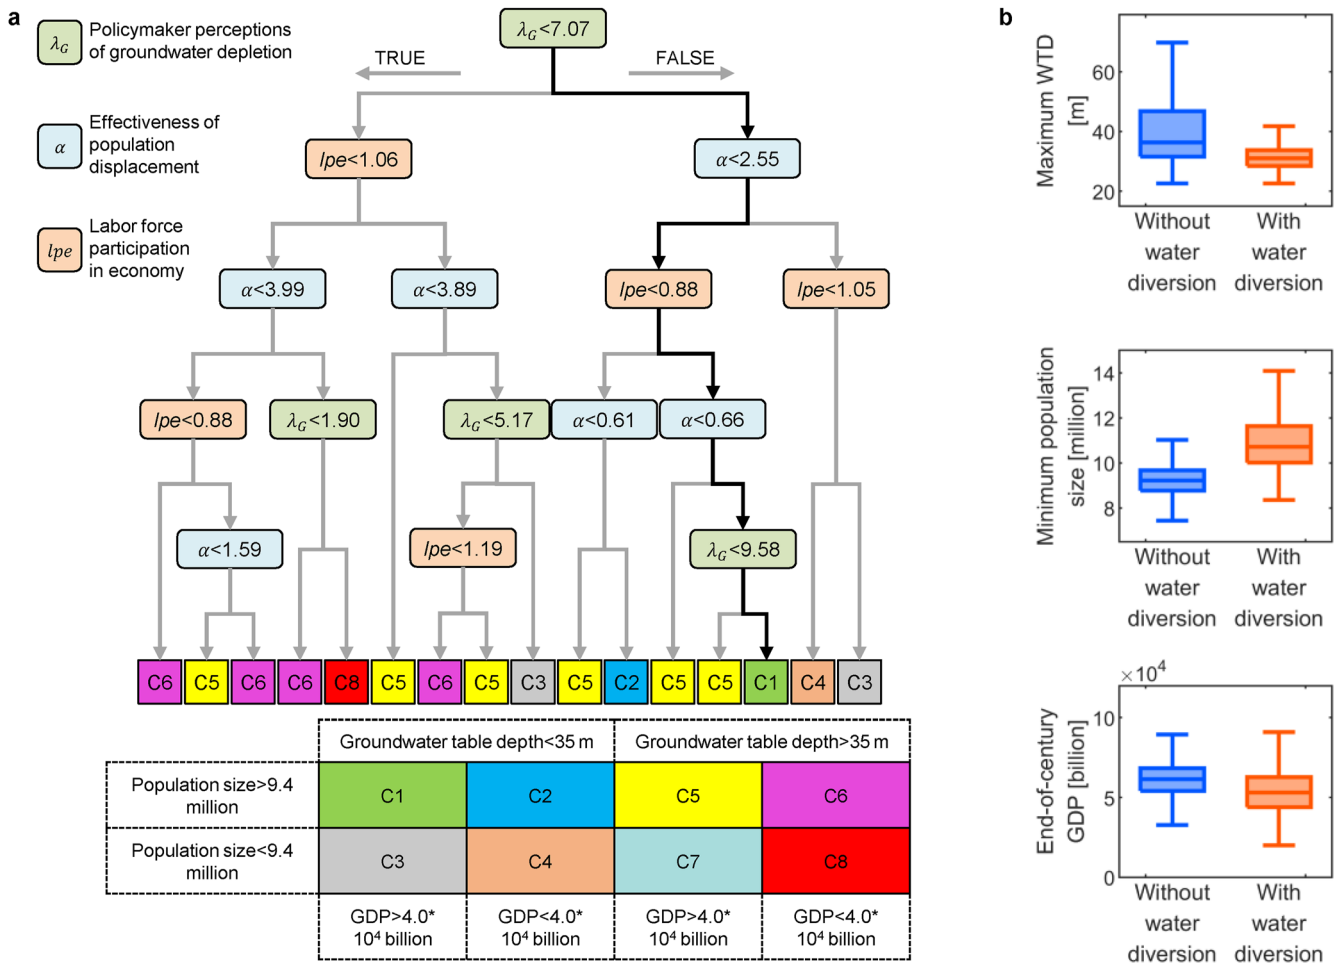 a
λG
Policymaker perceptions
of groundwater depletion
α
Effectiveness of
population
displacement
lpe
Labor force
participation
in economy
λG<7.07
TRUE
FALSE
lpe<1.06
α<2.55
α<3.99
α<3.89
lpe<0.88
lpe<1.05
lpe<0.88
λG<1.90
λG<5.17
α<0.61
α<0.66
α<1.59
lpe<1.19
λG<9.58
C6
C5
C6
C6
C8
C5
C6
C5
C3
C5
C2
C5
C5
C1
C4
C3
Groundwater table depth<35 m
Groundwater table depth>35 m
Population size>9.4
million
C1
C2
C5
C6
Population size<9.4
million
C3
C4
C7
C8
GDP>4.0*
10⁴ billion
GDP<4.0*
10⁴ billion
GDP>4.0*
10⁴ billion
GDP<4.0*
10⁴ billion
b
Maximum WTD
[m]
60
40
20
Without
water
diversion
With
water
diversion
Minimum population
size [million]
14
12
10
8
Without
water
diversion
With
water
diversion
End-of-century
GDP [billion]
×10⁴
10
5
0
Without
water
diversion
With
water
diversion